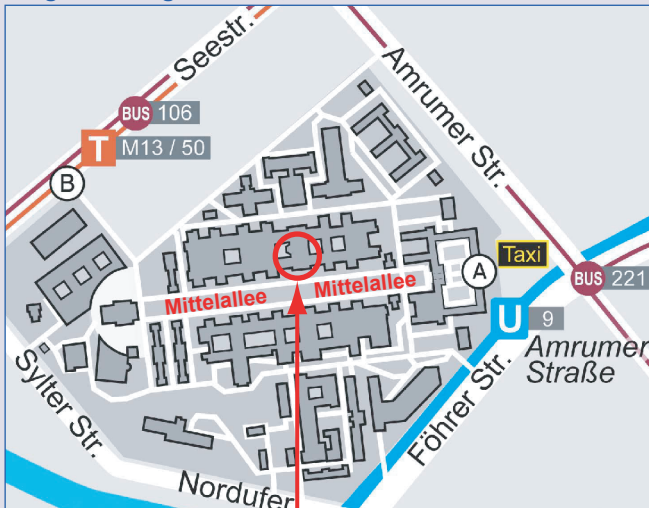 Seestr.
Amrumer Str.
BUS 106
T M13 / 50
B
Taxi
A
BUS 221
Mittelallee
Mittelallee
U 9
Amrumer
Straße
Föhrer Str.
Sylter Str.
Nordufer